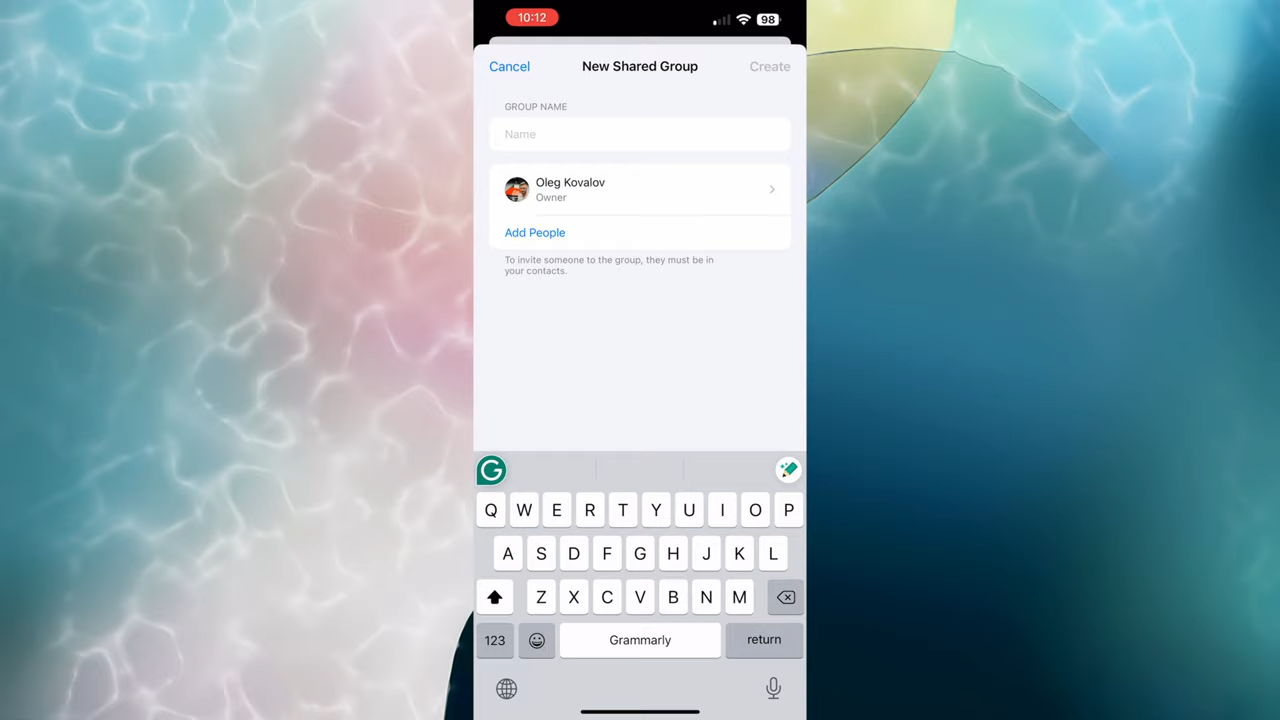 10:12
98
Cancel
New Shared Group
Create
GROUP NAME
Name
Oleg Kovalov
Owner
Add People
To invite someone to the group, they must be in
your contacts.
G
Q W E R T Y U I O P
A S D F G H J K L
Z X C V B N M
123
Grammarly
return